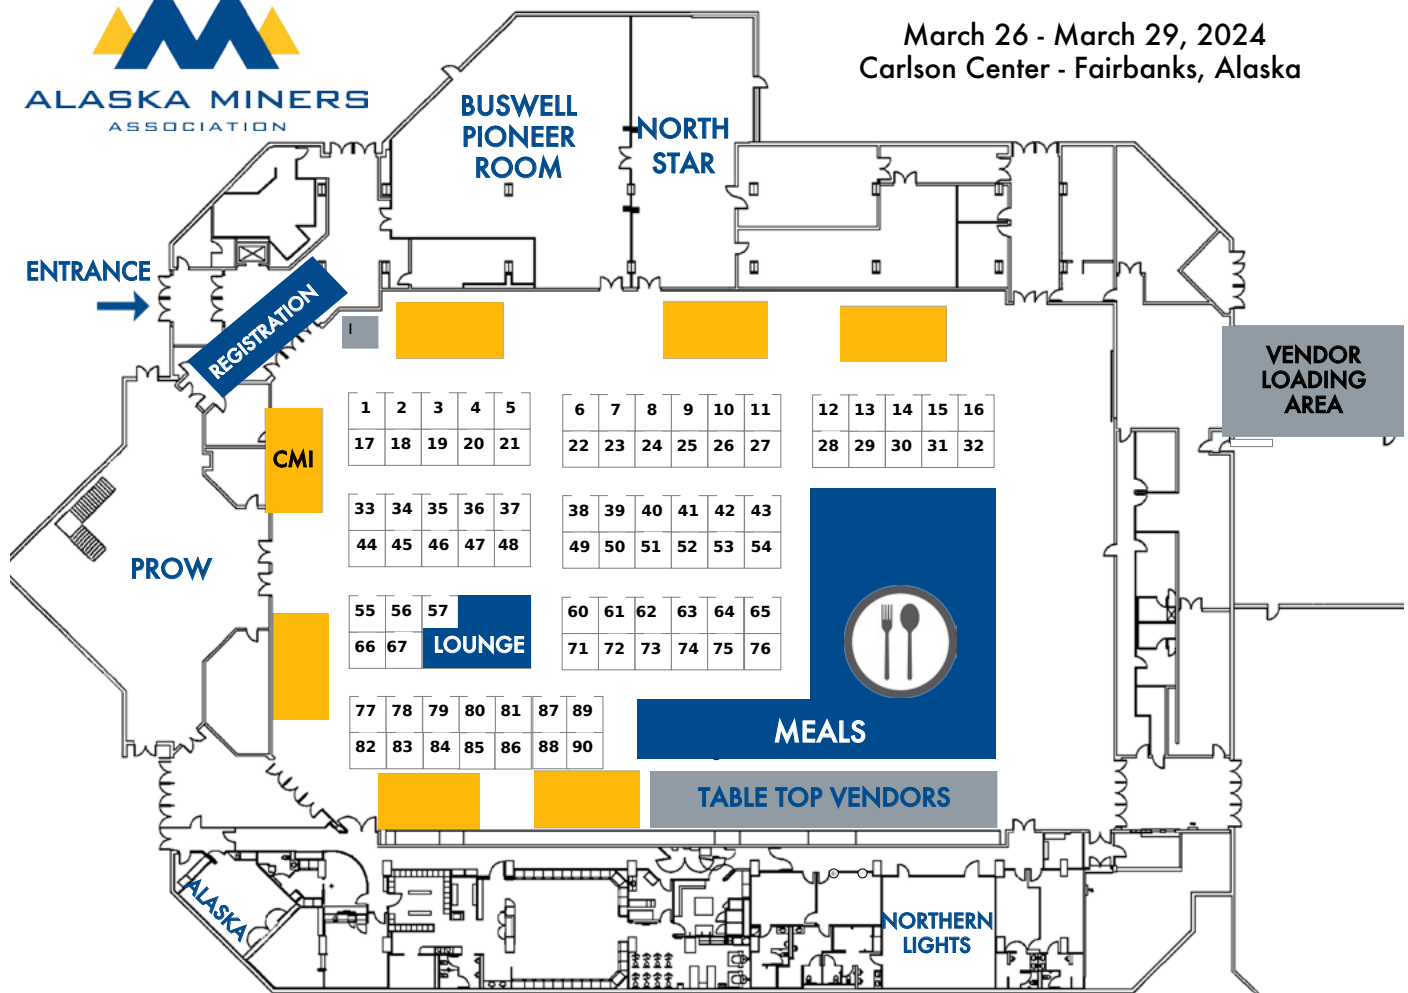 ALASKA MINERS
ASSOCIATION
March 26 - March 29, 2024
Carlson Center - Fairbanks, Alaska
BUSWELL
PIONEER
ROOM
NORTH
STAR
ENTRANCE
REGISTRATION
I
VENDOR
LOADING
AREA
CMI
PROW
1 2 3 4 5
17 18 19 20 21
6 7 8 9 10 11
22 23 24 25 26 27
12 13 14 15 16
28 29 30 31 32
33 34 35 36 37
44 45 46 47 48
38 39 40 41 42 43
49 50 51 52 53 54
55 56 57
66 67
LOUNGE
60 61 62 63 64 65
71 72 73 74 75 76
77 78 79 80 81 87 89
82 83 84 85 86 88 90
MEALS
TABLE TOP VENDORS
ALASKA
NORTHERN
LIGHTS